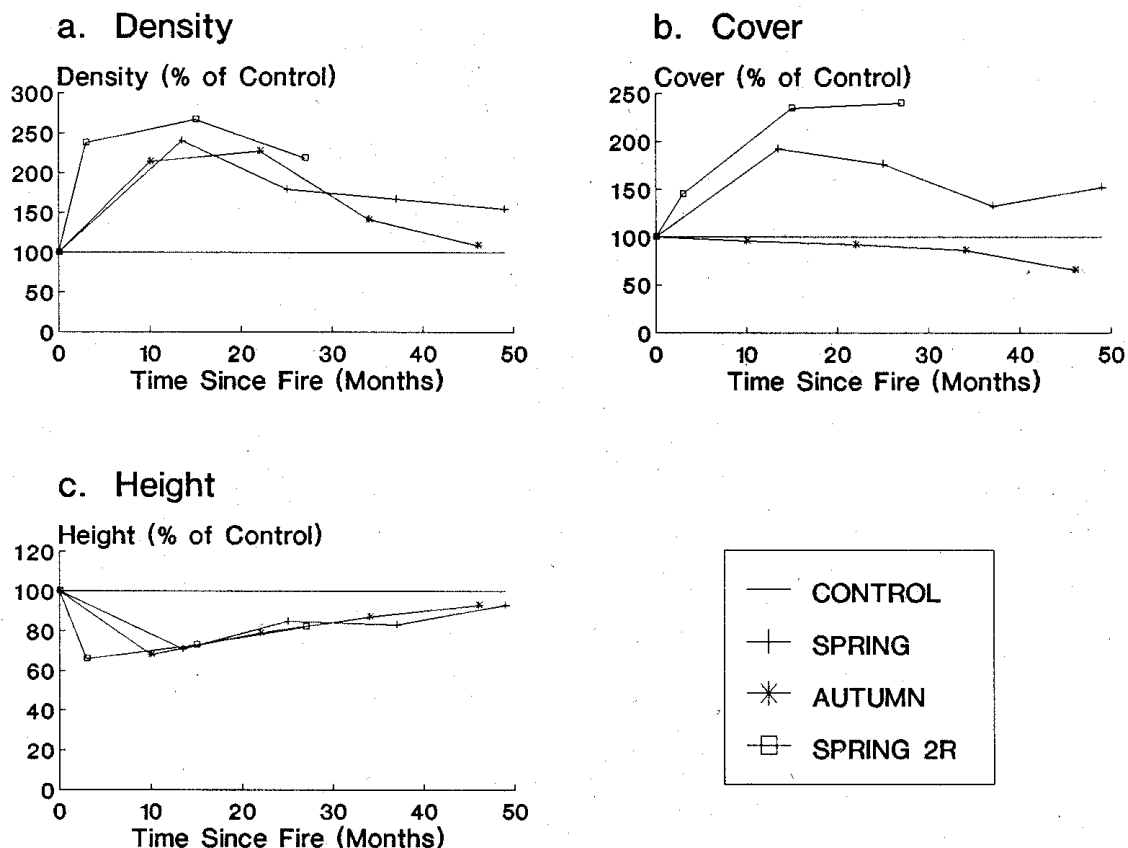 a. Density
Density (% of Control)
300
250
200
150
100
50
0
0 10 20 30 40 50
Time Since Fire (Months)
b. Cover
Cover (% of Control)
250
200
150
100
50
0
0 10 20 30 40 50
Time Since Fire (Months)
c. Height
Height (% of Control)
120
100
80
60
40
20
0
0 10 20 30 40 50
Time Since Fire (Months)
CONTROL
SPRING
AUTUMN
SPRING 2R